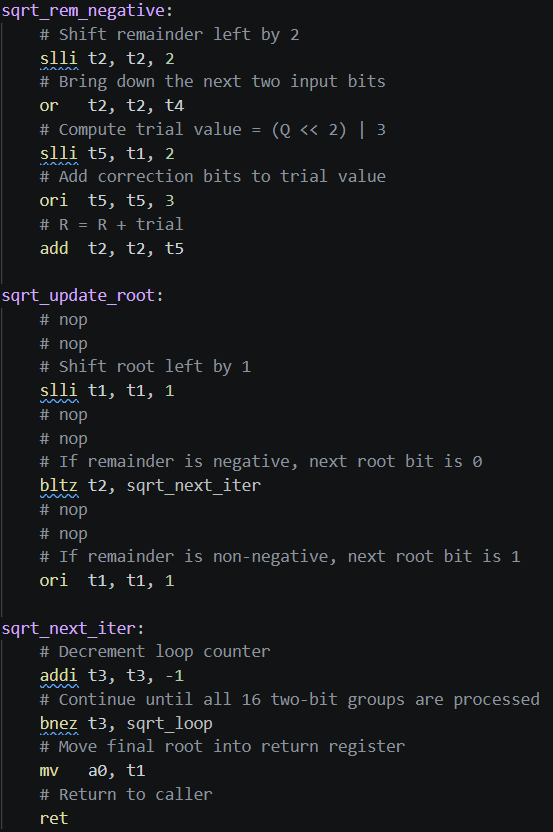 sqrt_rem_negative:
    # Shift remainder left by 2
    slli t2, t2, 2
    # Bring down the next two input bits
    or   t2, t2, t4
    # Compute trial value = (Q << 2) | 3
    slli t5, t1, 2
    # Add correction bits to trial value
    ori  t5, t5, 3
    # R = R + trial
    add  t2, t2, t5

sqrt_update_root:
    # nop
    # nop
    # Shift root left by 1
    slli t1, t1, 1
    # nop
    # nop
    # If remainder is negative, next root bit is 0
    bltz t2, sqrt_next_iter
    # nop
    # nop
    # If remainder is non-negative, next root bit is 1
    ori  t1, t1, 1

sqrt_next_iter:
    # Decrement loop counter
    addi t3, t3, -1
    # Continue until all 16 two-bit groups are processed
    bnez t3, sqrt_loop
    # Move final root into return register
    mv   a0, t1
    # Return to caller
    ret